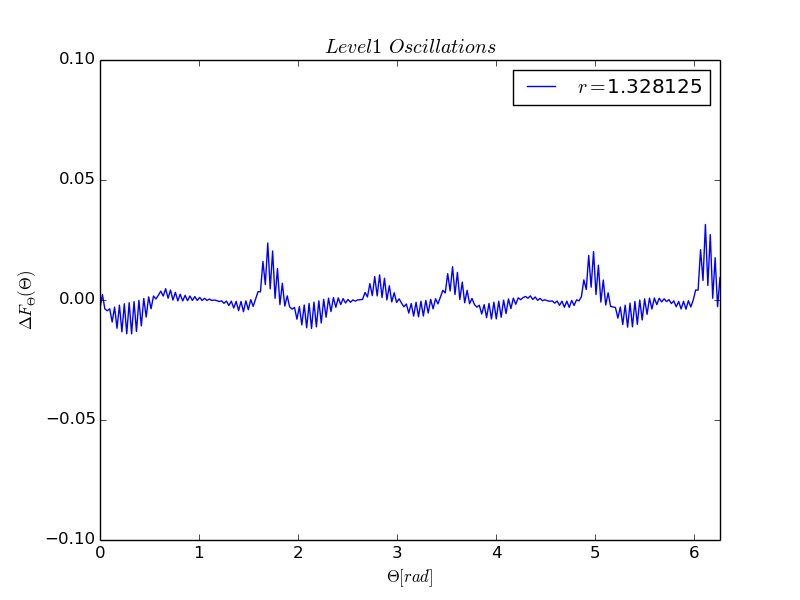 Level1 Oscillations
r=1.328125
0.10
0.05
0.00
−0.05
−0.10
ΔF_Θ(Θ)
0 1 2 3 4 5 6
Θ[rad]